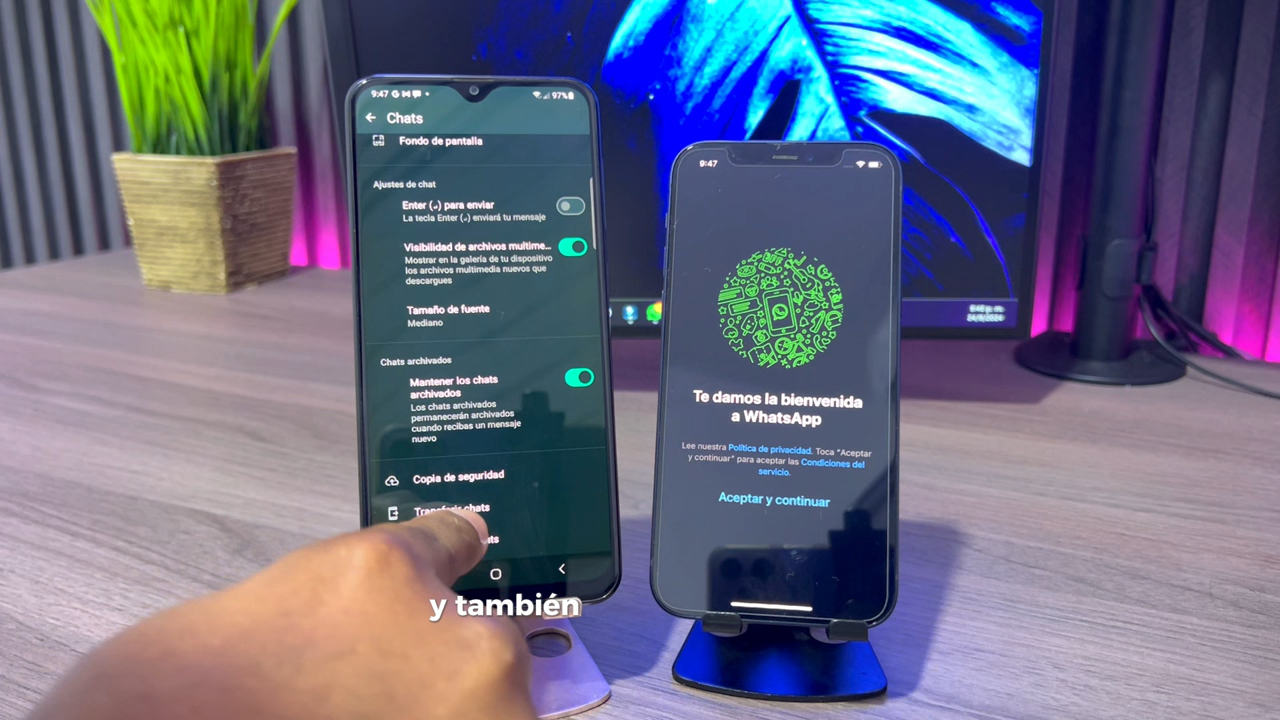 9:47
97%
Chats
Fondo de pantalla
Ajustes de chat
Enter (↵) para enviar
La tecla Enter (↵) enviará tu mensaje
Visibilidad de archivos multime...
Mostrar en la galería de tu dispositivo
los archivos multimedia nuevos que
descargues
Tamaño de fuente
Mediano
Chats archivados
Mantener los chats
archivados
Los chats archivados
permanecerán archivados
cuando recibas un mensaje
nuevo
Copia de seguridad
Transferir chats
9:47
Te damos la bienvenida
a WhatsApp
Lee nuestra Política de privacidad. Toca "Aceptar
y continuar" para aceptar las Condiciones del
servicio.
Aceptar y continuar
y también